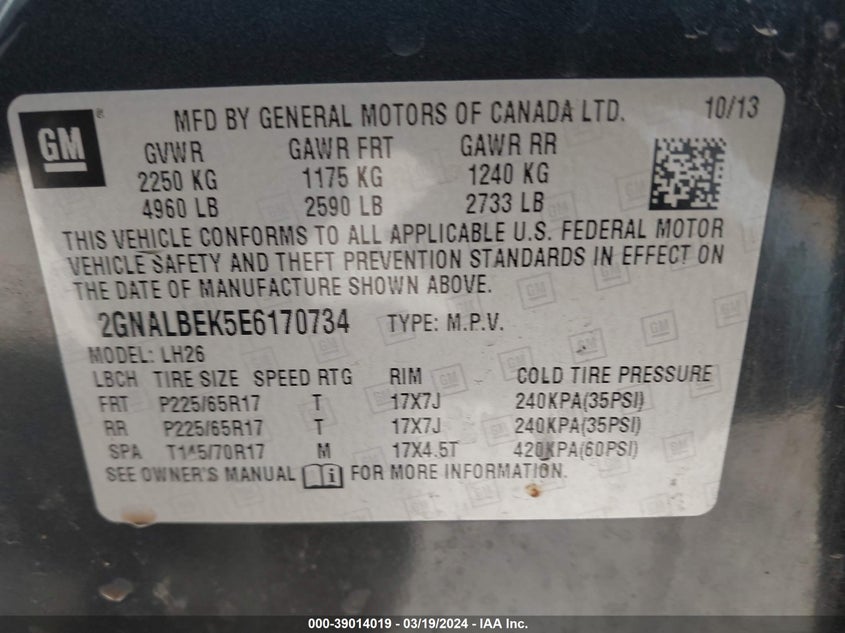 GM ® MFD BY GENERAL MOTORS OF CANADA LTD. 10/13
GVWR GAWR FRT GAWR RR
2250 KG 1175 KG 1240 KG
4960 LB 2590 LB 2733 LB
THIS VEHICLE CONFORMS TO ALL APPLICABLE U.S. FEDERAL MOTOR
VEHICLE SAFETY AND THEFT PREVENTION STANDARDS IN EFFECT ON
THE DATE OF MANUFACTURE SHOWN ABOVE.
2GNALBEK5E6170734 TYPE: M.P.V.
MODEL: LH26
LBCH TIRE SIZE SPEED RTG RIM COLD TIRE PRESSURE
FRT P225/65R17 T 17X7J 240KPA(35PSI)
RR P225/65R17 T 17X7J 240KPA(35PSI)
SPA T145/70R17 M 17X4.5T 420KPA(60PSI)
SEE OWNER'S MANUAL i FOR MORE INFORMATION.
000-39014019 - 03/19/2024 - IAA Inc.